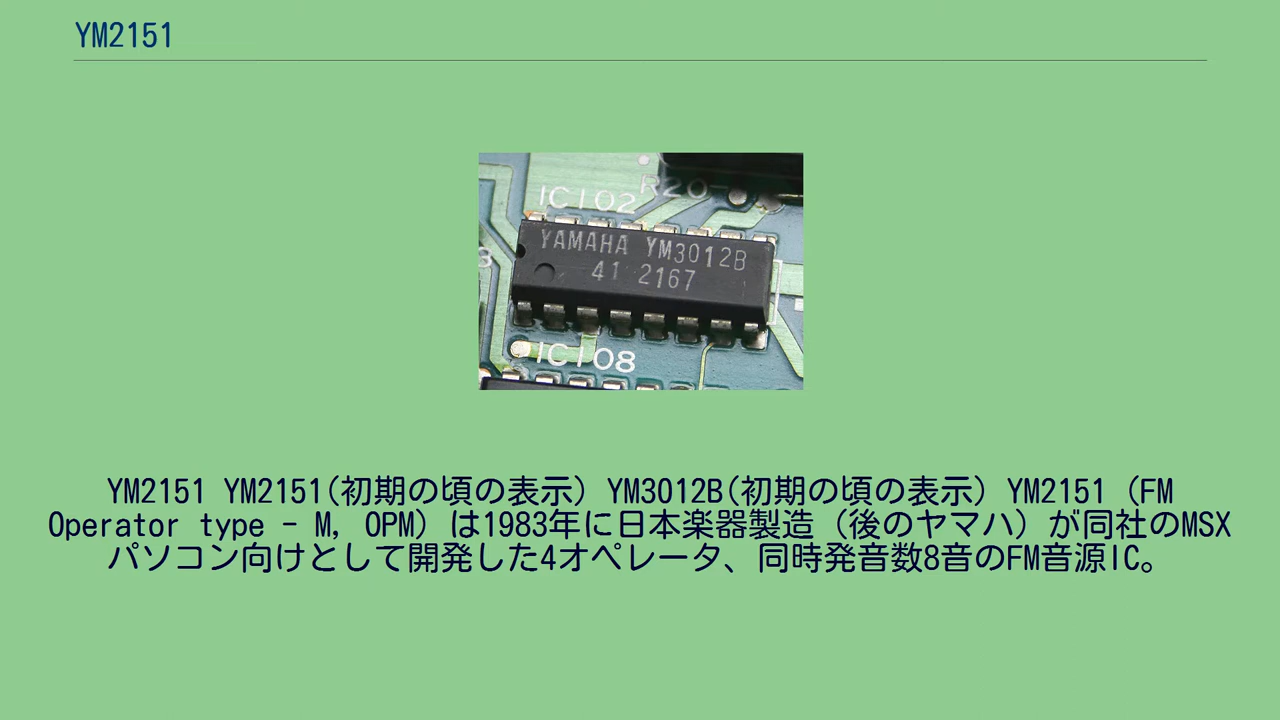 YM2151
IC102
R20
YAMAHA YM3012B
41 2167
IC108
YM2151 YM2151(初期の頃の表示) YM3012B(初期の頃の表示) YM2151 (FM
Operator type - M, OPM) は1983年に日本楽器製造 (後のヤマハ) が同社のMSX
パソコン向けとして開発した4オペレータ、同時発音数8音のFM音源IC。